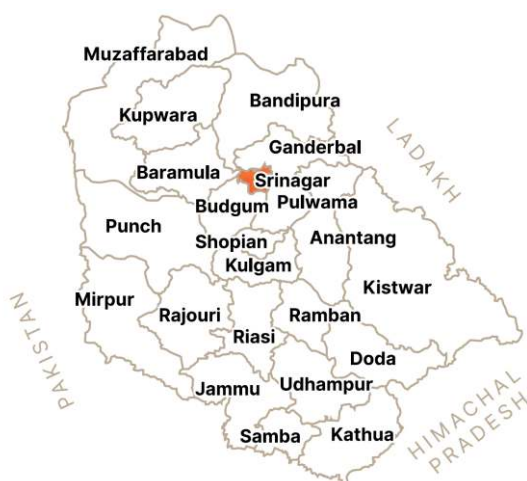 Muzaffarabad
Bandipura
Kupwara
Ganderbal
LADAKH
Baramula
Srinagar
Budgum
Pulwama
Punch
Shopian
Anantang
Kulgam
Kistwar
Mirpur
Rajouri
Ramban
Riasi
PAKISTAN
Doda
Jammu
Udhampur
HIMACHAL
PRADESH
Samba
Kathua